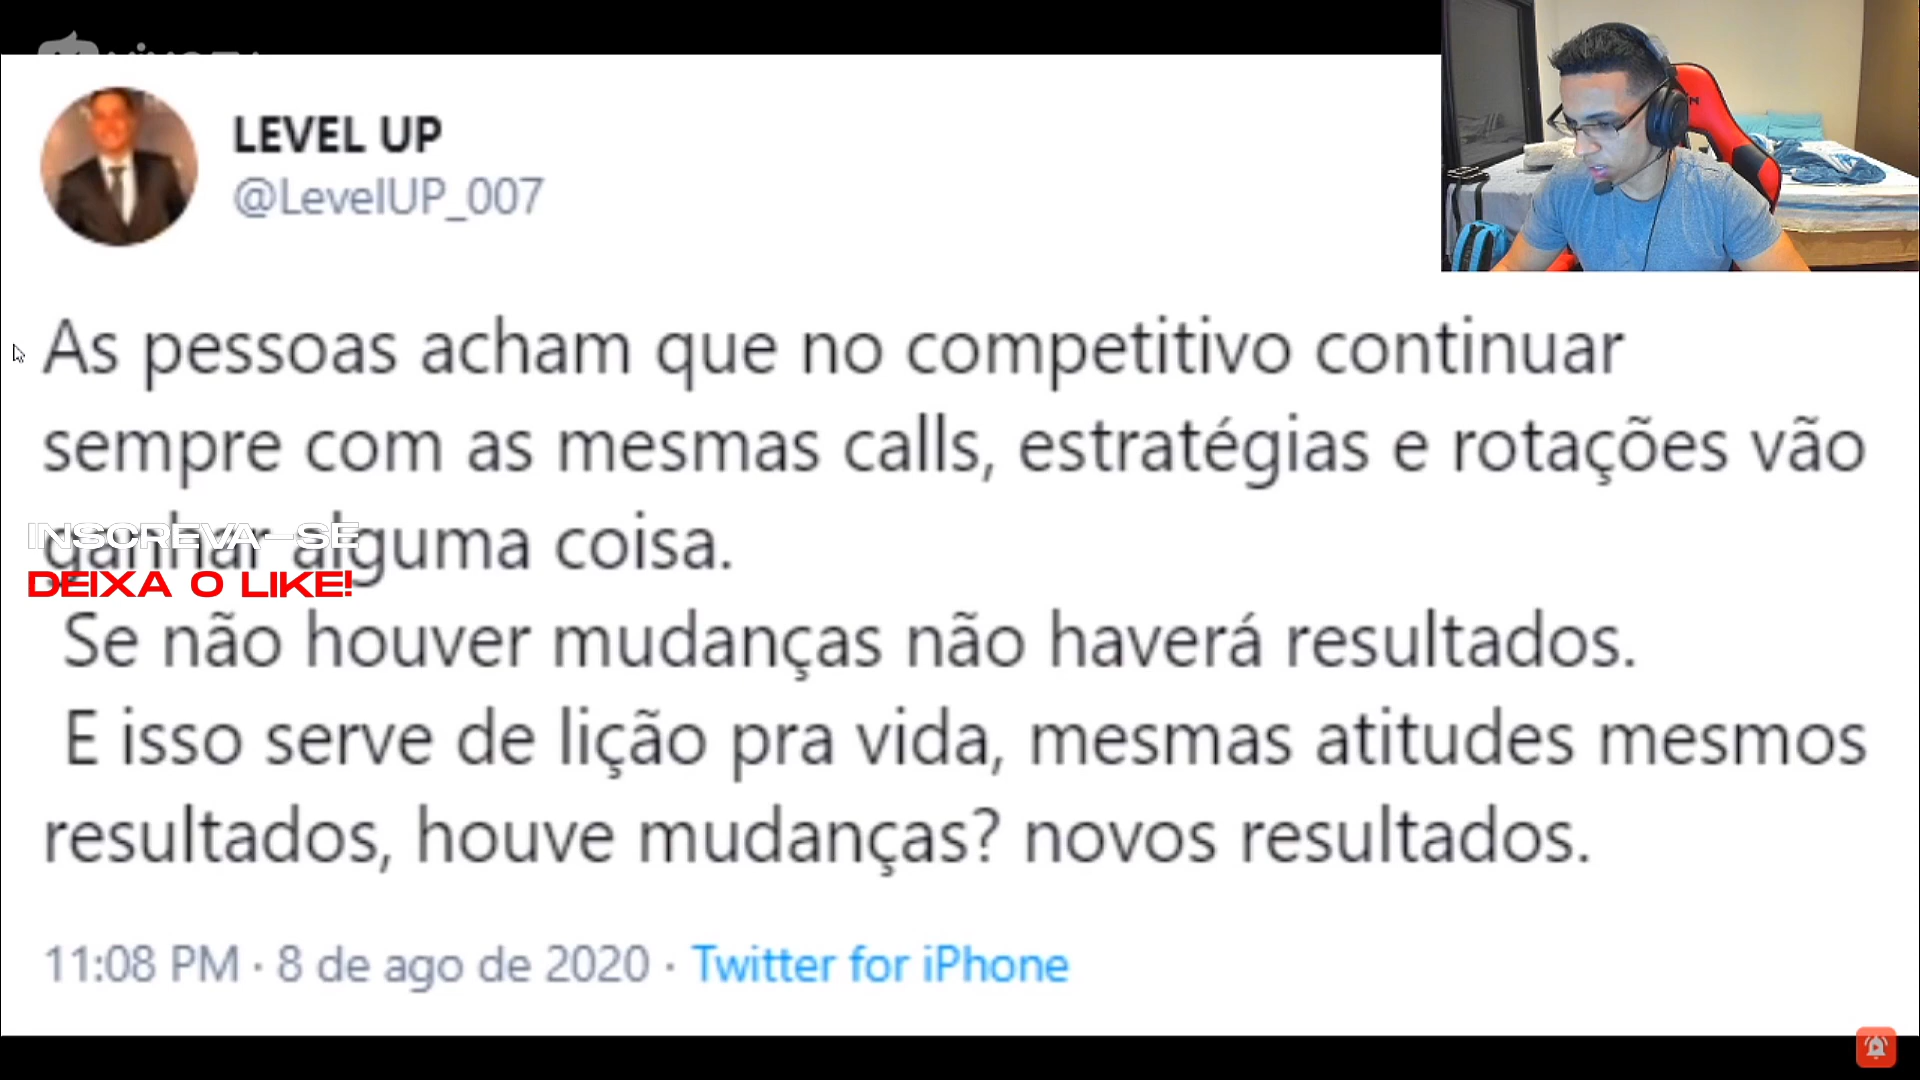 LEVEL UP
@LevelUP_007
As pessoas acham que no competitivo continuar
sempre com as mesmas calls, estratégias e rotações vão
ganhar alguma coisa.
INSCREVA-SE
DEIXA O LIKE!
Se não houver mudanças não haverá resultados.
E isso serve de lição pra vida, mesmas atitudes mesmos
resultados, houve mudanças? novos resultados.
11:08 PM · 8 de ago de 2020 · Twitter for iPhone